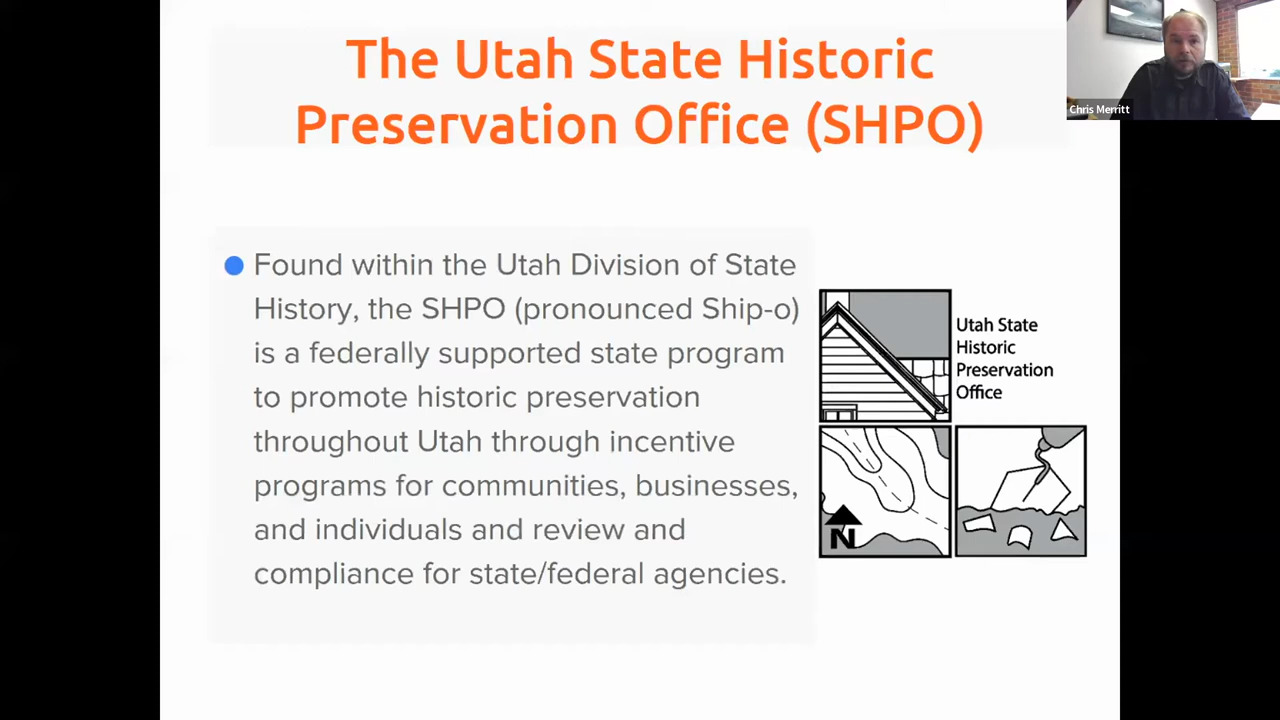 The Utah State Historic
Preservation Office (SHPO)
Chris Merritt
Found within the Utah Division of State
History, the SHPO (pronounced Ship-o)
is a federally supported state program
to promote historic preservation
throughout Utah through incentive
programs for communities, businesses,
and individuals and review and
compliance for state/federal agencies.
Utah State
Historic
Preservation
Office
N